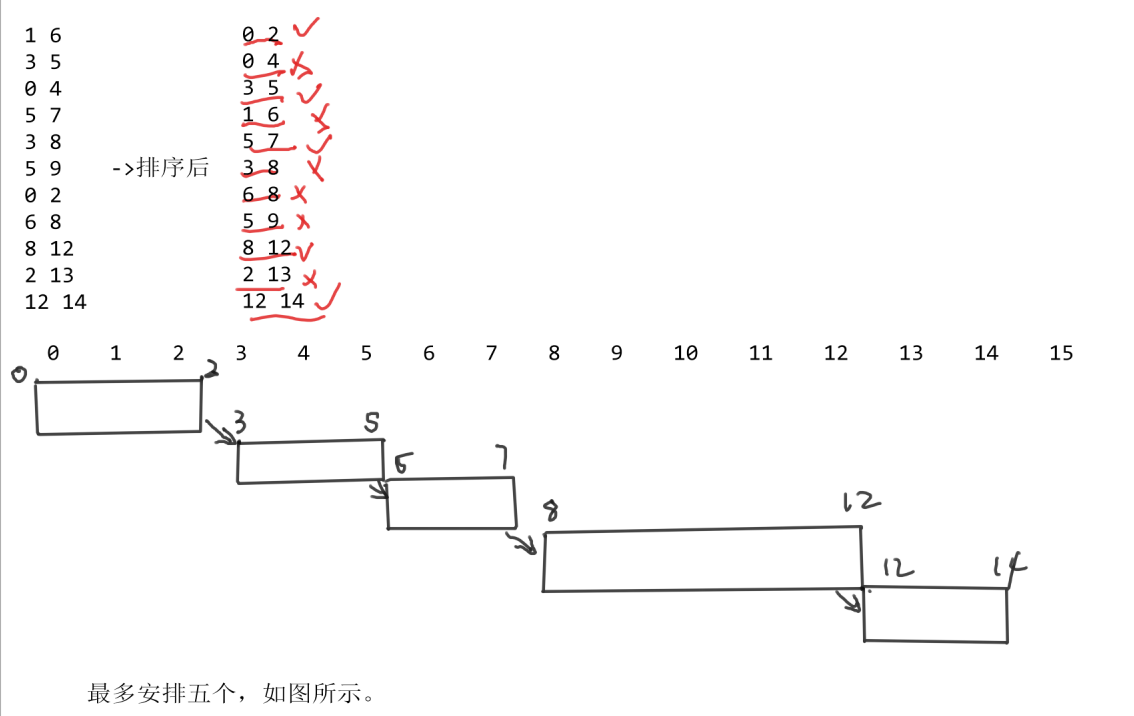 1 6 0 2 ✓
3 5 0 4 ×
0 4 3 5 ✓
5 7 1 6 ×
3 8 5 7 ✓
5 9 ->排序后 3 8 ×
0 2 6 8 ×
6 8 5 9 ×
8 12 8 12 ✓
2 13 2 13 ×
12 14 12 14 ✓
0 1 2 3 4 5 6 7 8 9 10 11 12 13 14 15
0 2
3 5
5 7
8 12
12 14
最多安排五个，如图所示。